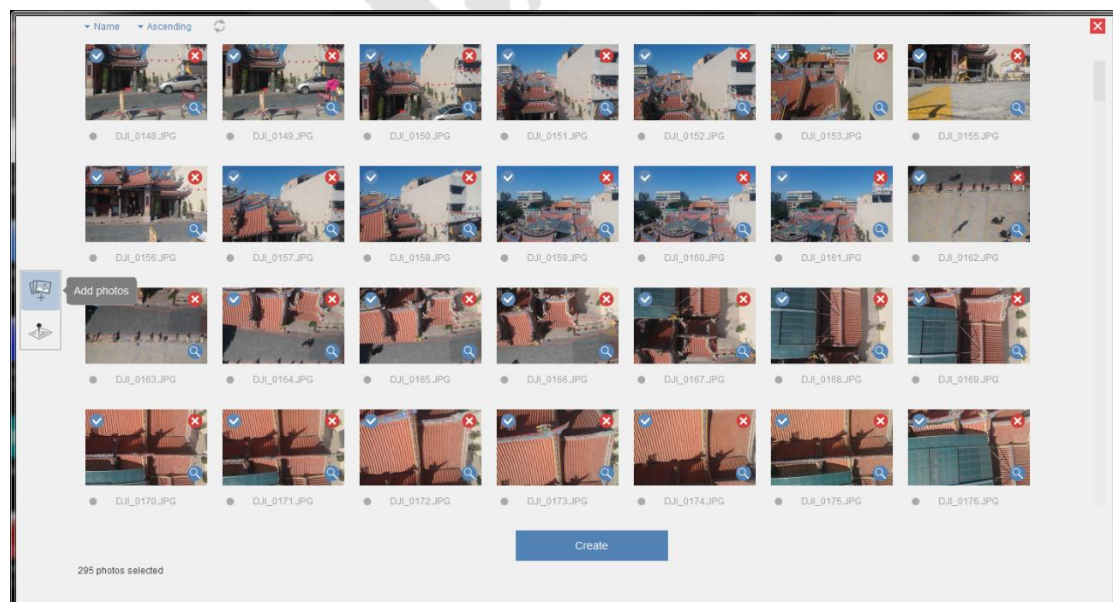 Name Ascending
DJI_0148.JPG DJI_0149.JPG DJI_0150.JPG DJI_0151.JPG DJI_0152.JPG DJI_0153.JPG DJI_0155.JPG
DJI_0156.JPG DJI_0157.JPG DJI_0158.JPG DJI_0159.JPG DJI_0160.JPG DJI_0161.JPG DJI_0162.JPG
Add photos
DJI_0163.JPG DJI_0164.JPG DJI_0165.JPG DJI_0166.JPG DJI_0167.JPG DJI_0168.JPG DJI_0169.JPG
DJI_0170.JPG DJI_0171.JPG DJI_0172.JPG DJI_0173.JPG DJI_0174.JPG DJI_0175.JPG DJI_0176.JPG
Create
295 photos selected